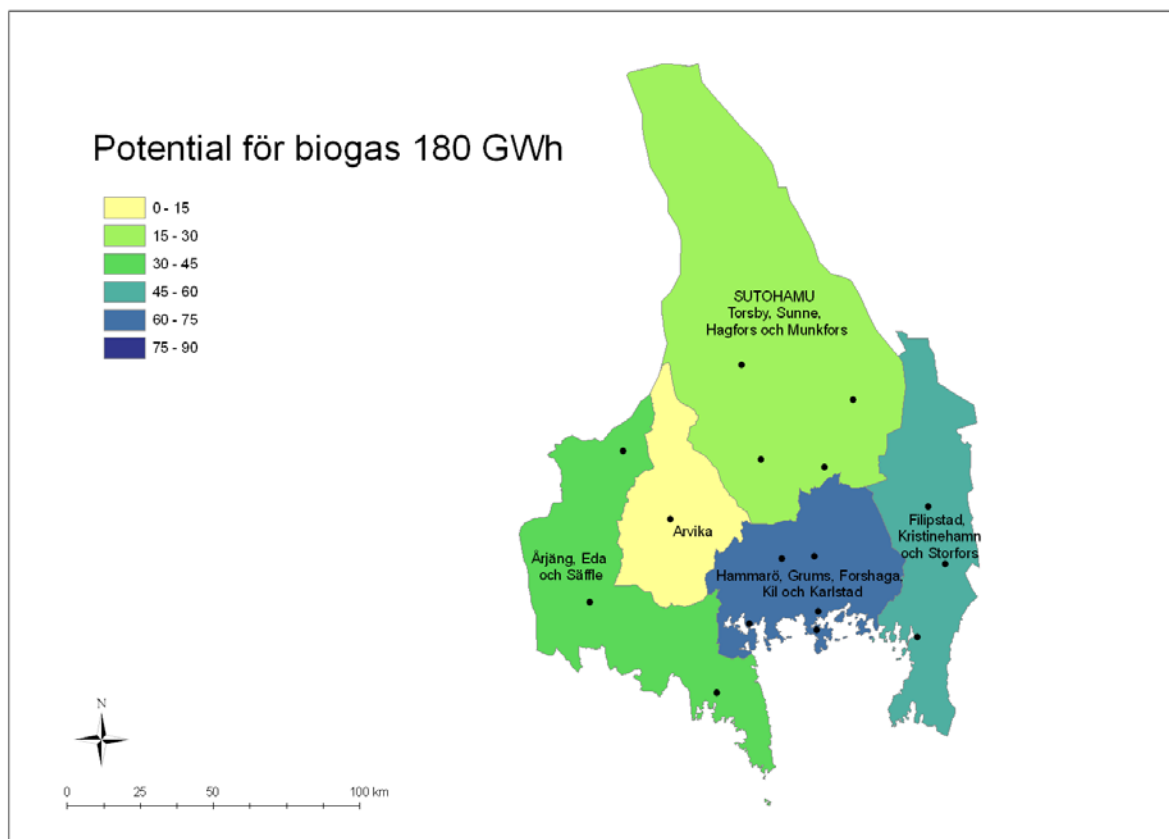 Potential för biogas 180 GWh
0 - 15
15 - 30
30 - 45
45 - 60
60 - 75
75 - 90
SUTOHAMU
Torsby, Sunne,
Hagfors och Munkfors
Arvika
Årjäng, Eda
och Säffle
Filipstad,
Kristinehamn
och Storfors
Hammarö, Grums, Forshaga,
Kil och Karlstad
N
0 25 50 100 km